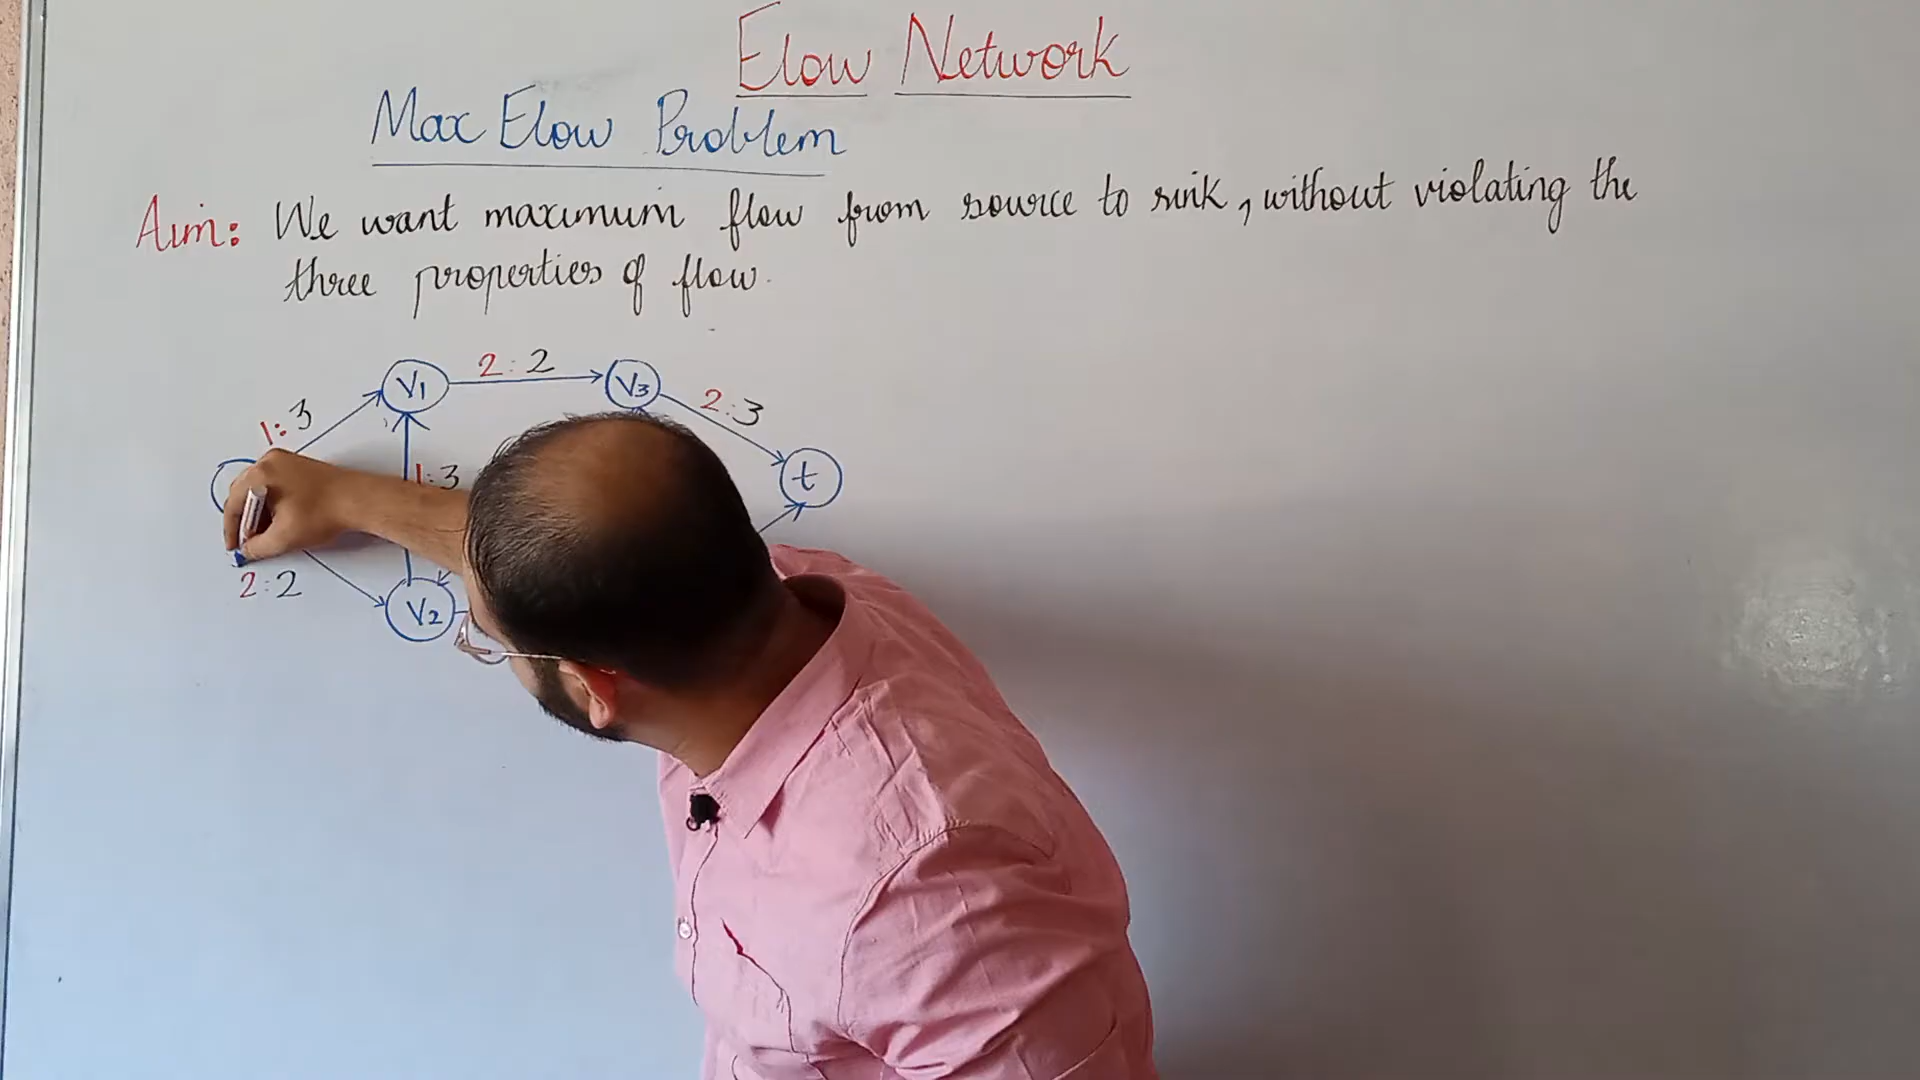 Flow Network
Max Flow Problem
Aim: We want maximum flow from source to sink, without violating the
three properties of flow.
2:2
V1
V3
2:3
1:3
t
1:3
2:2
V2